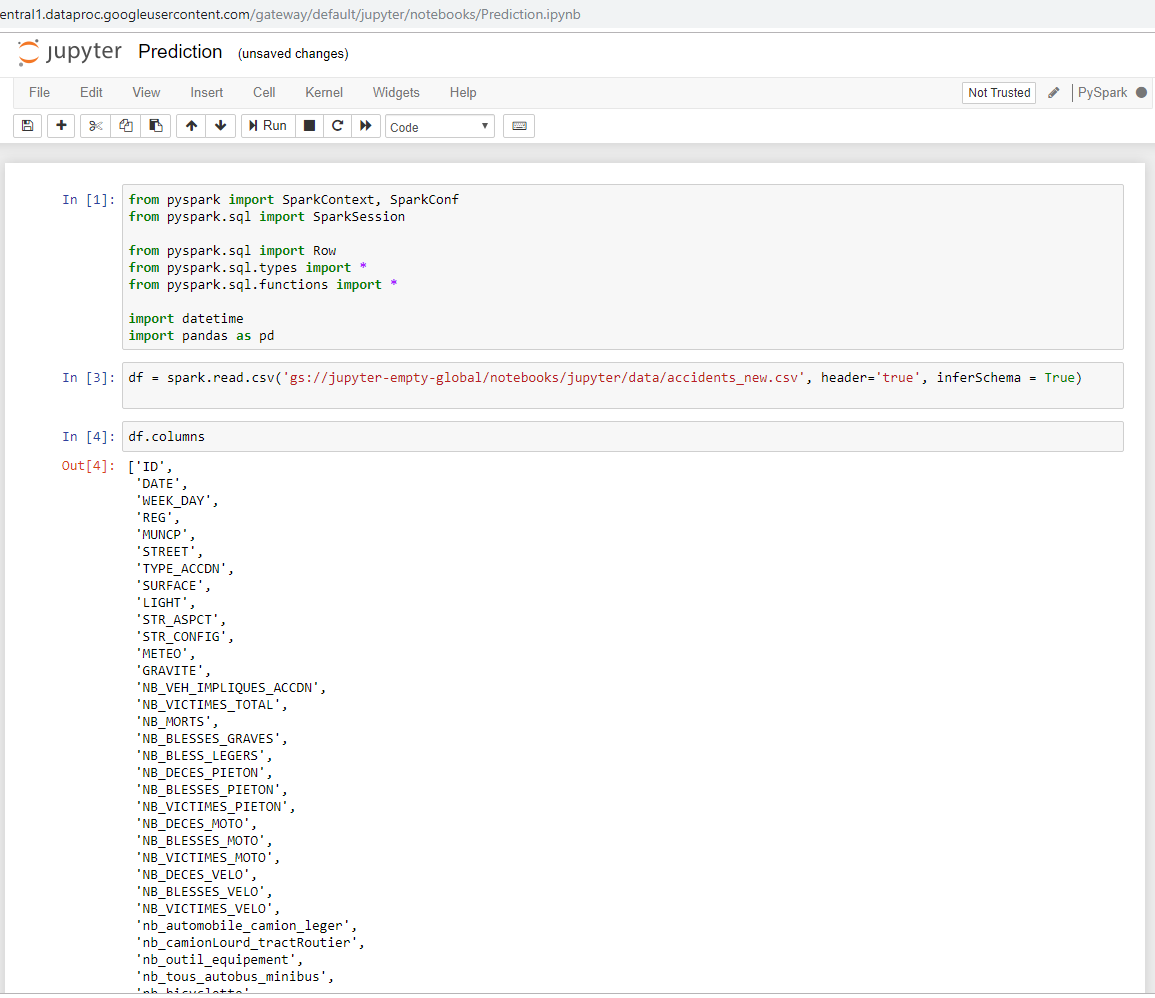 entral1.dataproc.googleusercontent.com/gateway/default/jupyter/notebooks/Prediction.ipynb
jupyter Prediction (unsaved changes)
File Edit View Insert Cell Kernel Widgets Help Not Trusted PySpark
Run Code
In [1]: from pyspark import SparkContext, SparkConf
from pyspark.sql import SparkSession
from pyspark.sql import Row
from pyspark.sql.types import *
from pyspark.sql.functions import *
import datetime
import pandas as pd
In [3]: df = spark.read.csv('gs://jupyter-empty-global/notebooks/jupyter/data/accidents_new.csv', header='true', inferSchema = True)
In [4]: df.columns
Out[4]: ['ID',
'DATE',
'WEEK_DAY',
'REG',
'MUNCP',
'STREET',
'TYPE_ACCDN',
'SURFACE',
'LIGHT',
'STR_ASPCT',
'STR_CONFIG',
'METEO',
'GRAVITE',
'NB_VEH_IMPLIQUES_ACCDN',
'NB_VICTIMES_TOTAL',
'NB_MORTS',
'NB_BLESSES_GRAVES',
'NB_BLESS_LEGERS',
'NB_DECES_PIETON',
'NB_BLESSES_PIETON',
'NB_VICTIMES_PIETON',
'NB_DECES_MOTO',
'NB_BLESSES_MOTO',
'NB_VICTIMES_MOTO',
'NB_DECES_VELO',
'NB_BLESSES_VELO',
'NB_VICTIMES_VELO',
'nb_automobile_camion_leger',
'nb_camionLourd_tractRoutier',
'nb_outil_equipement',
'nb_tous_autobus_minibus',
'nb_bicyclette',